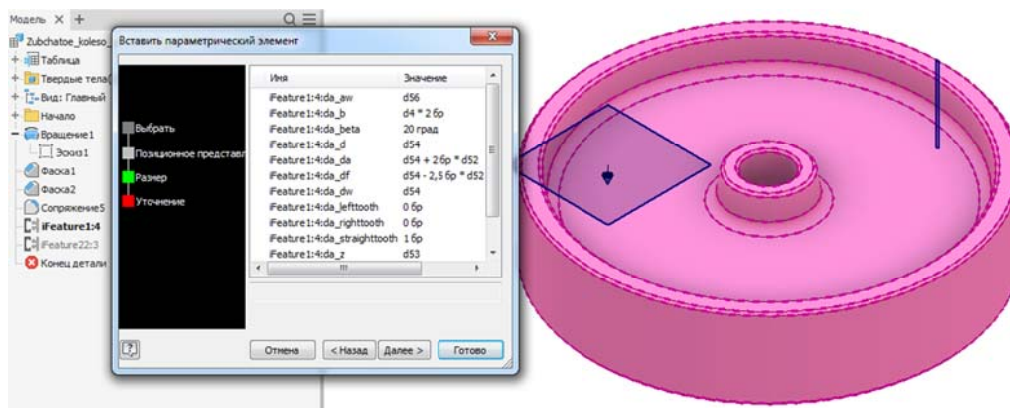 Модель × +
Zubchatoe_koleso_
Таблица
Твердые тела(
Вид: Главный
Начало
Вращение1
Эскиз1
Фаска1
Фаска2
Сопряжение5
iFeature1:4
iFeature22:3
Конец детали
Вставить параметрический элемент
Выбрать
Позиционное представл
Размер
Уточнение
Имя Значение
iFeature1:4:da_aw d56
iFeature1:4:da_b d4 * 2 бр
iFeature1:4:da_beta 20 град
iFeature1:4:da_d d54
iFeature1:4:da_da d54 + 2 бр * d52
iFeature1:4:da_df d54 - 2,5 бр * d52
iFeature1:4:da_dw d54
iFeature1:4:da_lefttooth 0 бр
iFeature1:4:da_righttooth 0 бр
iFeature1:4:da_straighttooth 1 бр
iFeature1:4:da_z d53
? Отмена < Назад Далее > Готово